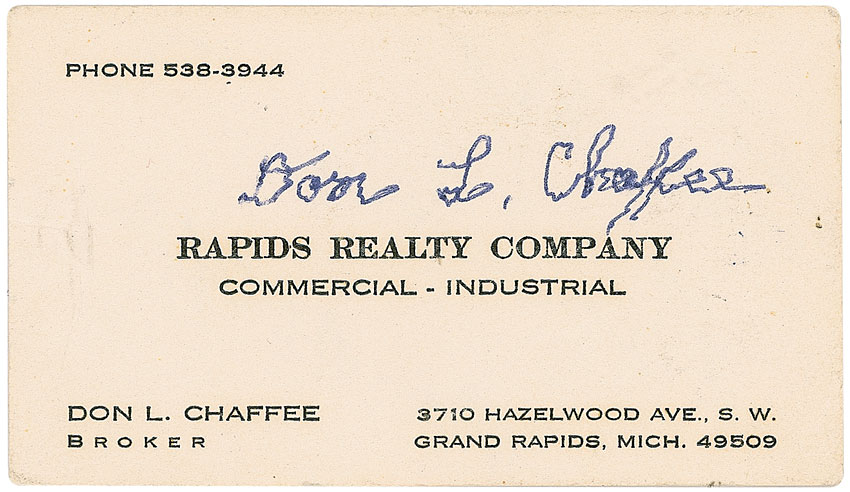 PHONE 538-3944
Don L. Chaffee
RAPIDS REALTY COMPANY
COMMERCIAL - INDUSTRIAL
DON L. CHAFFEE
BROKER
3710 HAZELWOOD AVE., S. W.
GRAND RAPIDS, MICH. 49509